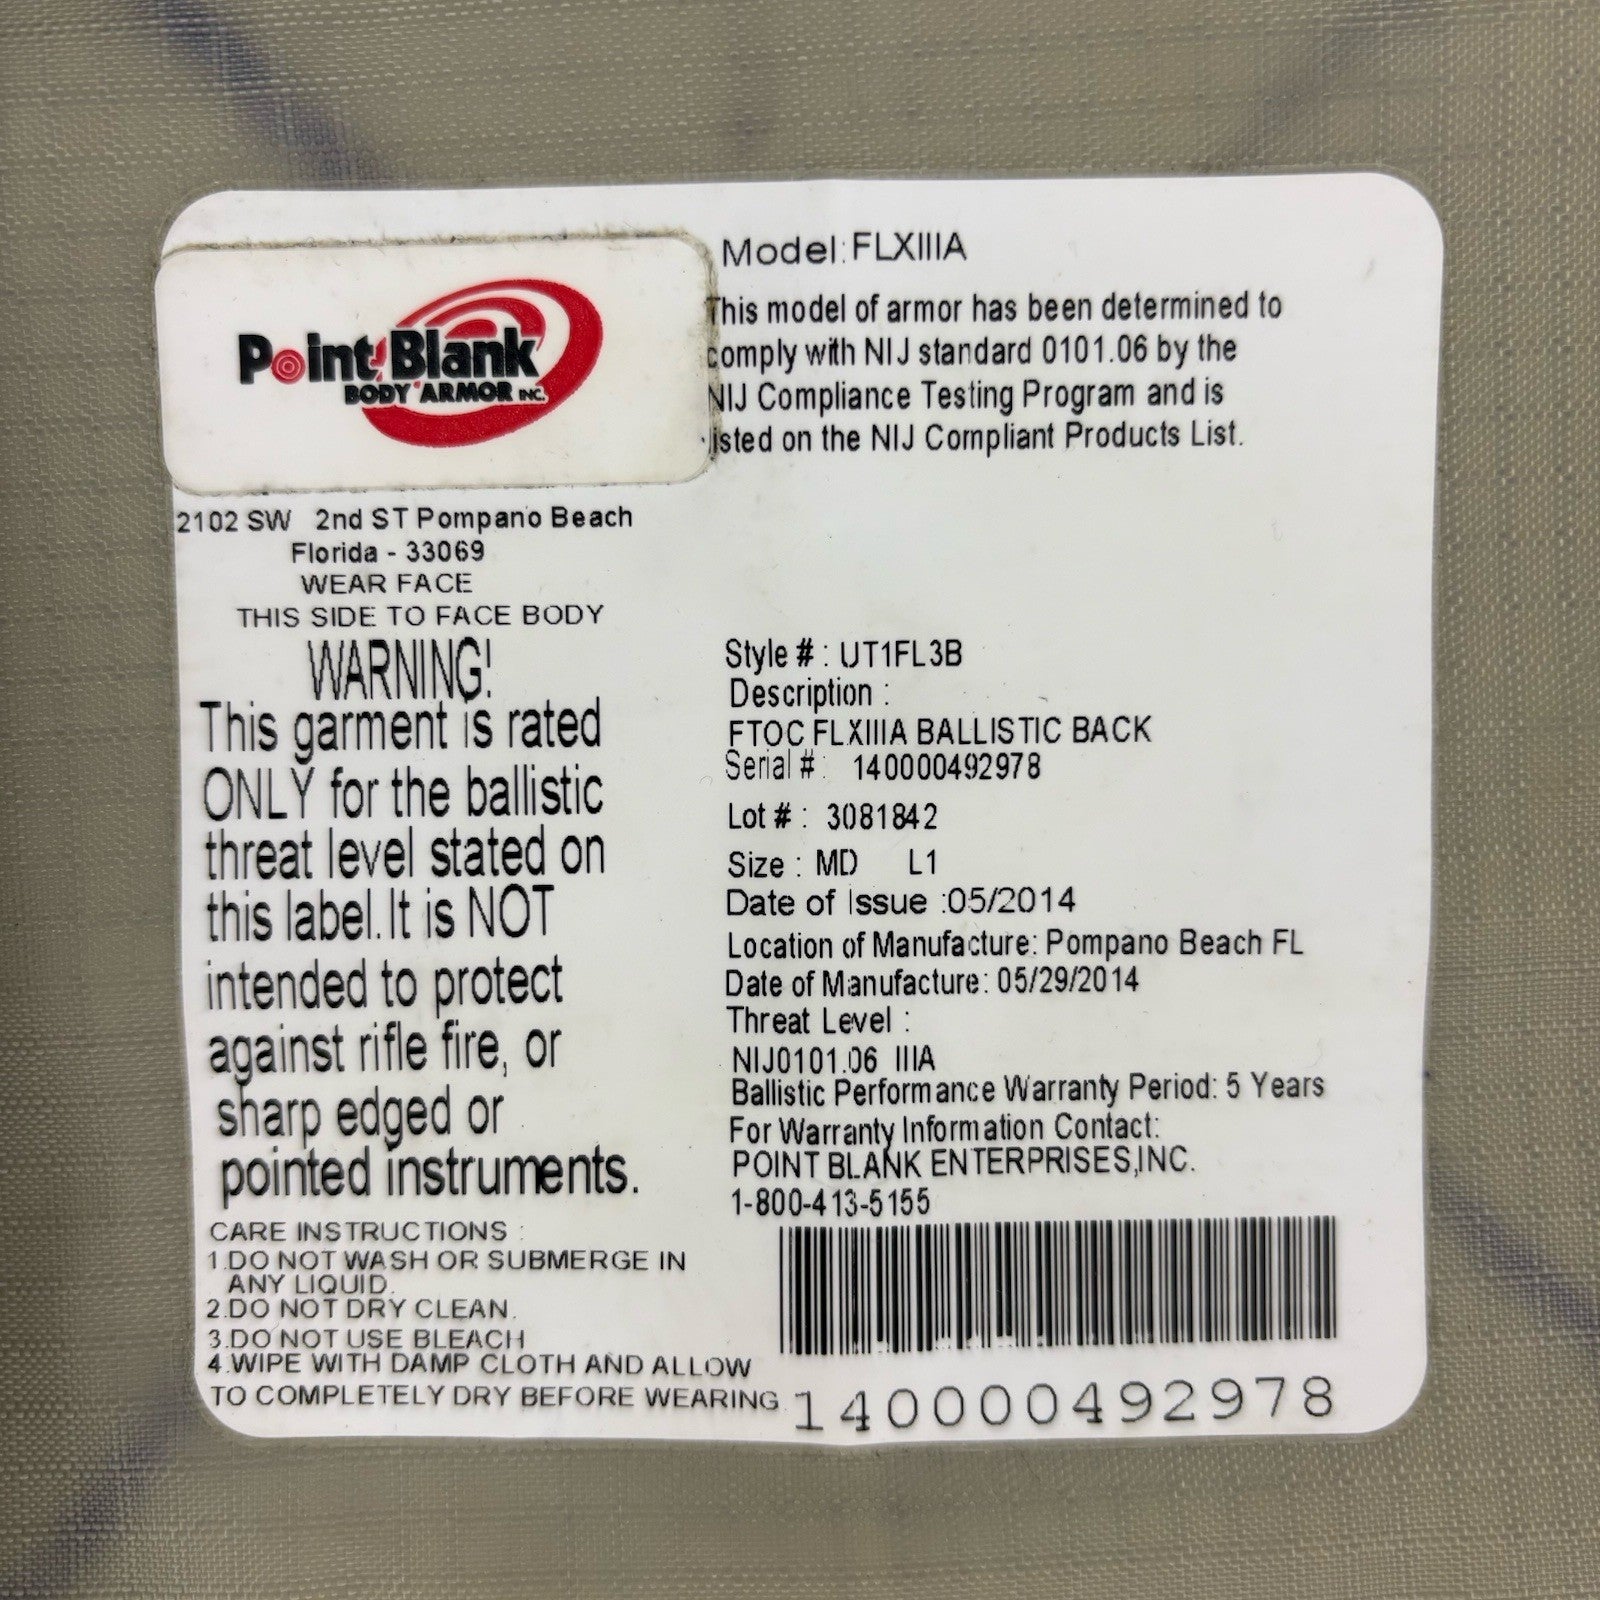 Point Blank
BODY ARMOR INC.
2102 SW 2nd ST Pompano Beach
Florida - 33069
WEAR FACE
THIS SIDE TO FACE BODY
WARNING!
This garment is rated
ONLY for the ballistic
threat level stated on
this label. It is NOT
intended to protect
against rifle fire, or
sharp edged or
pointed instruments.
CARE INSTRUCTIONS :
1.DO NOT WASH OR SUBMERGE IN
ANY LIQUID.
2.DO NOT DRY CLEAN.
3.DO NOT USE BLEACH
4.WIPE WITH DAMP CLOTH AND ALLOW
TO COMPLETELY DRY BEFORE WEARING
Model: FLXIIIA
This model of armor has been determined to
comply with NIJ standard 0101.06 by the
NIJ Compliance Testing Program and is
listed on the NIJ Compliant Products List.
Style # : UT1FL3B
Description :
FTOC FLXIIIA BALLISTIC BACK
Serial # : 140000492978
Lot # : 3081842
Size : MD L1
Date of Issue :05/2014
Location of Manufacture: Pompano Beach FL
Date of Manufacture: 05/29/2014
Threat Level :
NIJ0101.06 IIIA
Ballistic Performance Warranty Period: 5 Years
For Warranty Information Contact:
POINT BLANK ENTERPRISES,INC.
1-800-413-5155
140000492978